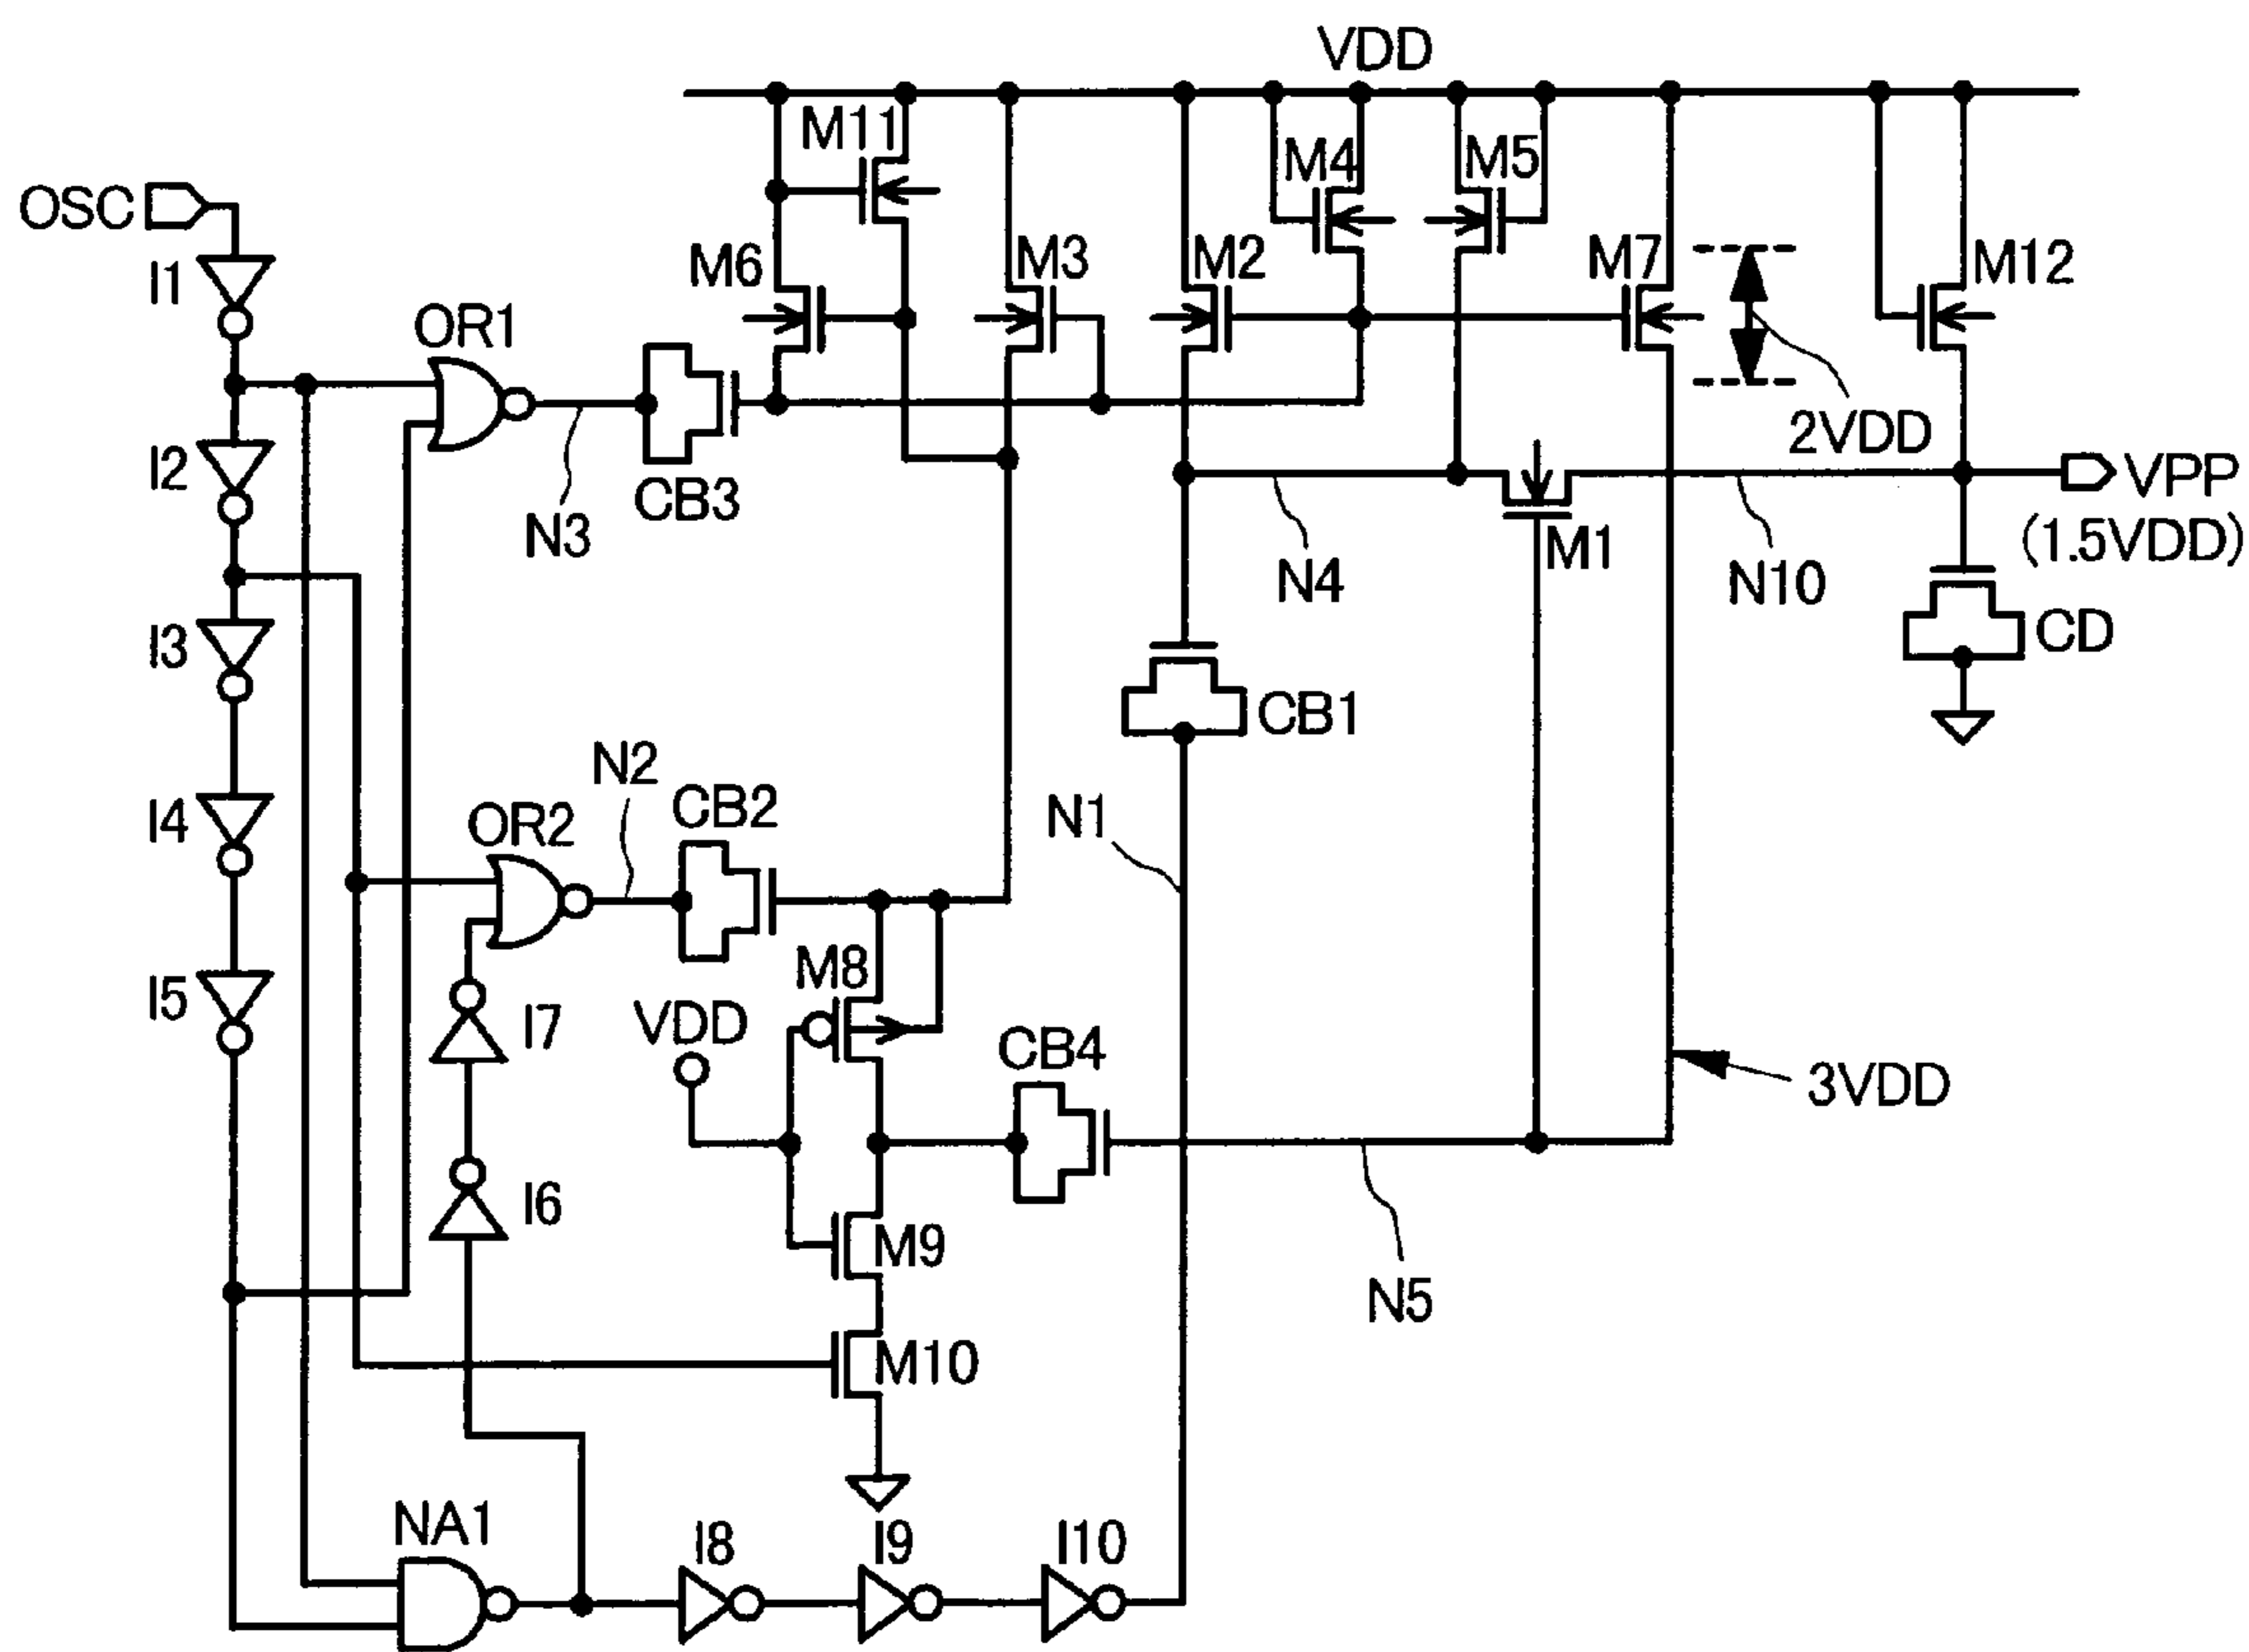 VDD
M11
M4
M5
OSC
M6
M3
M2
M7
M12
I1
OR1
2VDD
I2
CB3
N3
M1
VPP
(1.5VDD)
N4
N10
I3
CD
CB1
N2
CB2
N1
I4
OR2
M8
I5
I7
VDD
CB4
3VDD
I6
M9
N5
M10
NA1
I8
I9
I10